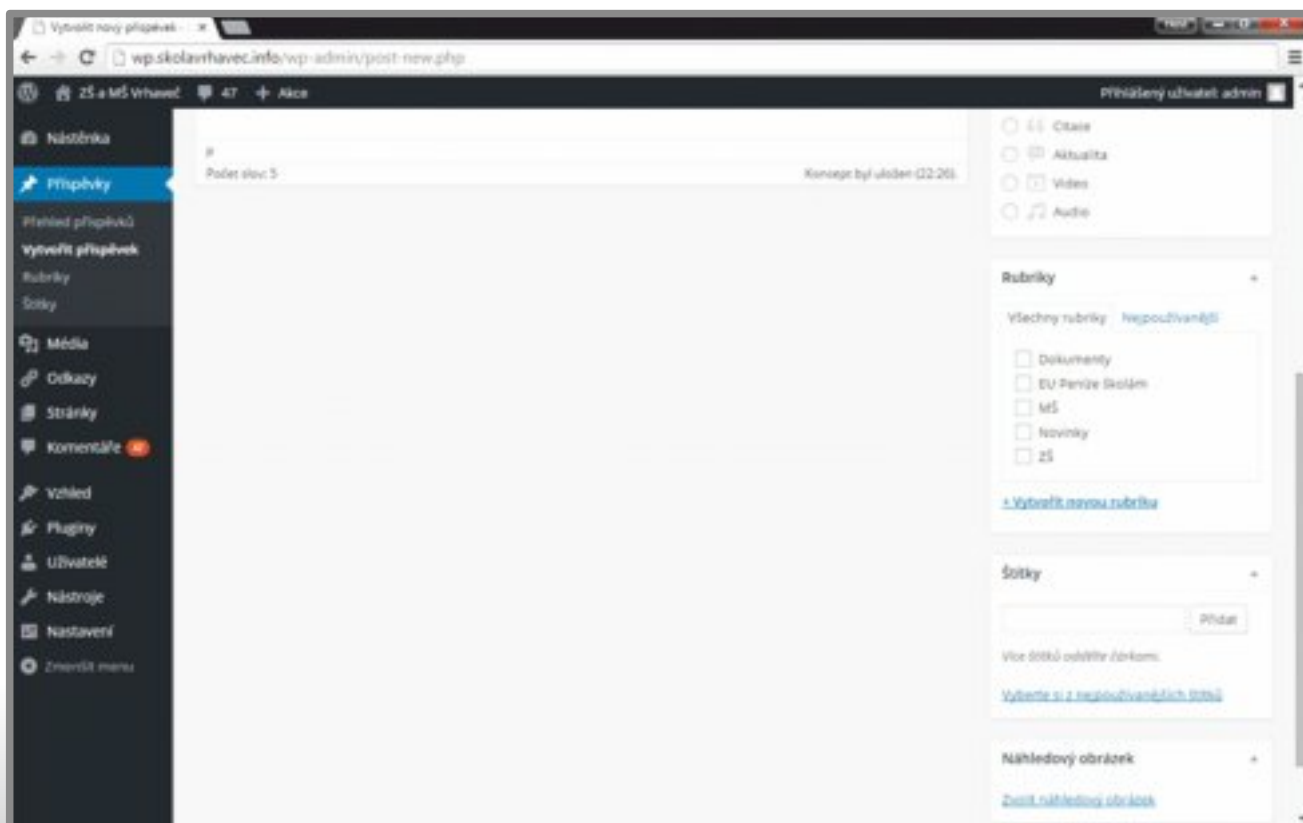 Vytvořit nový příspěvek ‹
wp.skolavrhavec.info/wp-admin/post-new.php
ZŠ a MŠ Vrhaveč 47 + Akce Přihlášený uživatel: admin
Nástěnka
Příspěvky
Přehled příspěvků
Vytvořit příspěvek
Rubriky
Štítky
Média
Odkazy
Stránky
Komentáře
Vzhled
Pluginy
Uživatelé
Nástroje
Nastavení
Zmenšit menu
p
Počet slov: 5 Koncept byl uložen (22:26).
Citace
Aktualita
Video
Audio
Rubriky
Všechny rubriky Nejpoužívanější
Dokumenty
EU Peníze školám
MŠ
Novinky
ZŠ
+ Vytvořit novou rubriku
Štítky
Přidat
Více štítků oddělte čárkami.
Vyberte si z nejpoužívanějších štítků
Náhledový obrázek
Zvolit náhledový obrázek